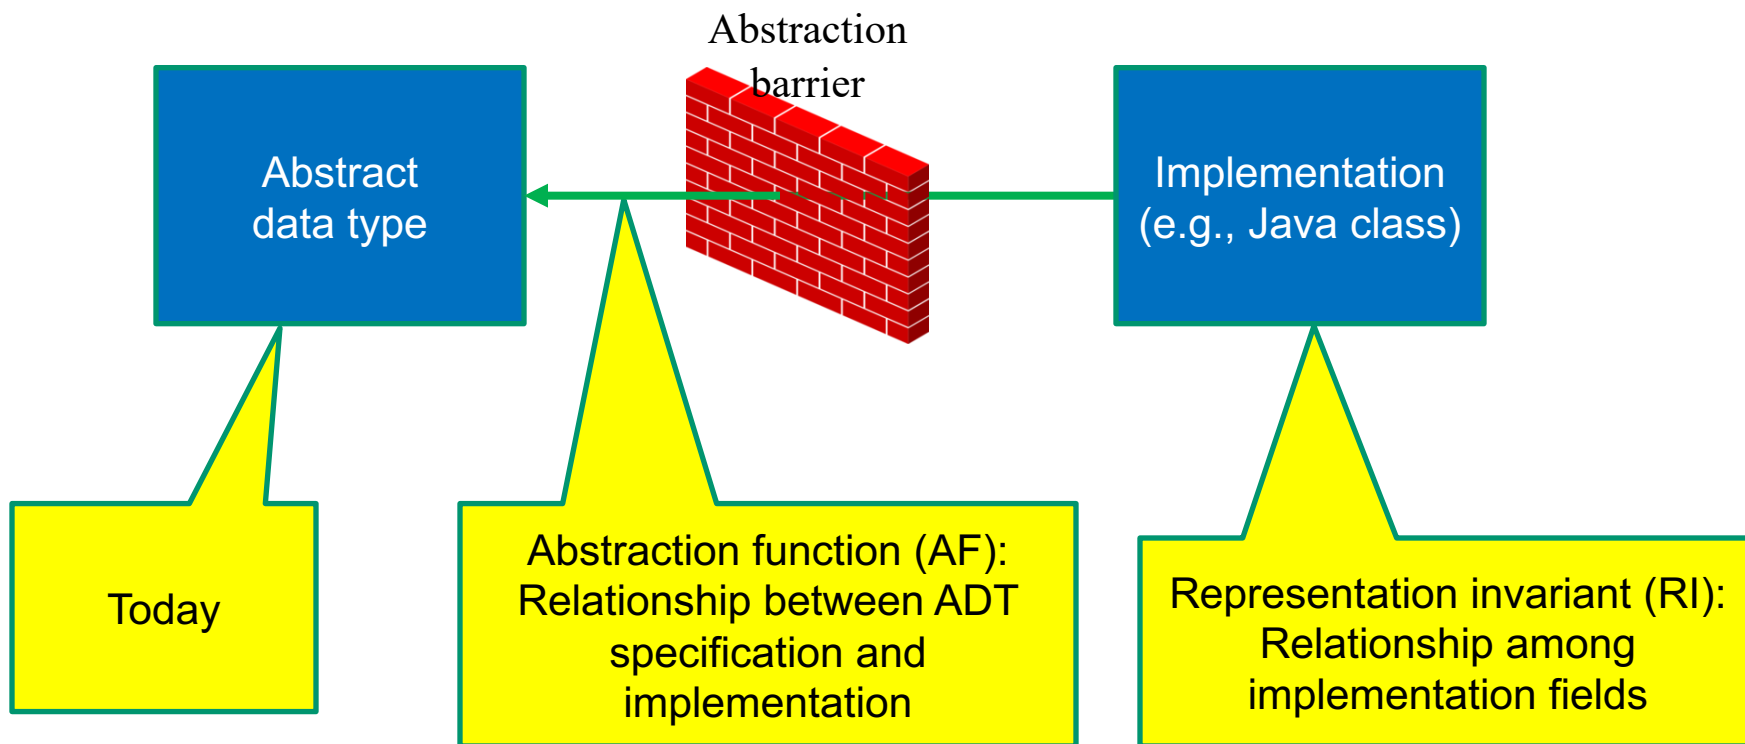 Abstraction
barrier
Abstract
data type
Implementation
(e.g., Java class)
Today
Abstraction function (AF):
Relationship between ADT
specification and
implementation
Representation invariant (RI):
Relationship among
implementation fields